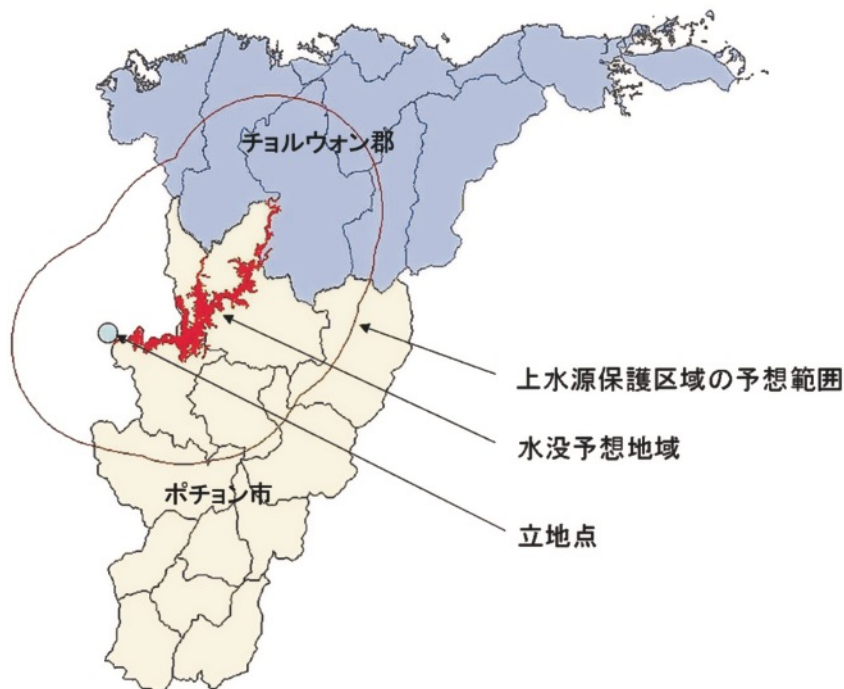 チョルウォン郡
上水源保護区域の予想範囲
水没予想地域
ポチョン市
立地点